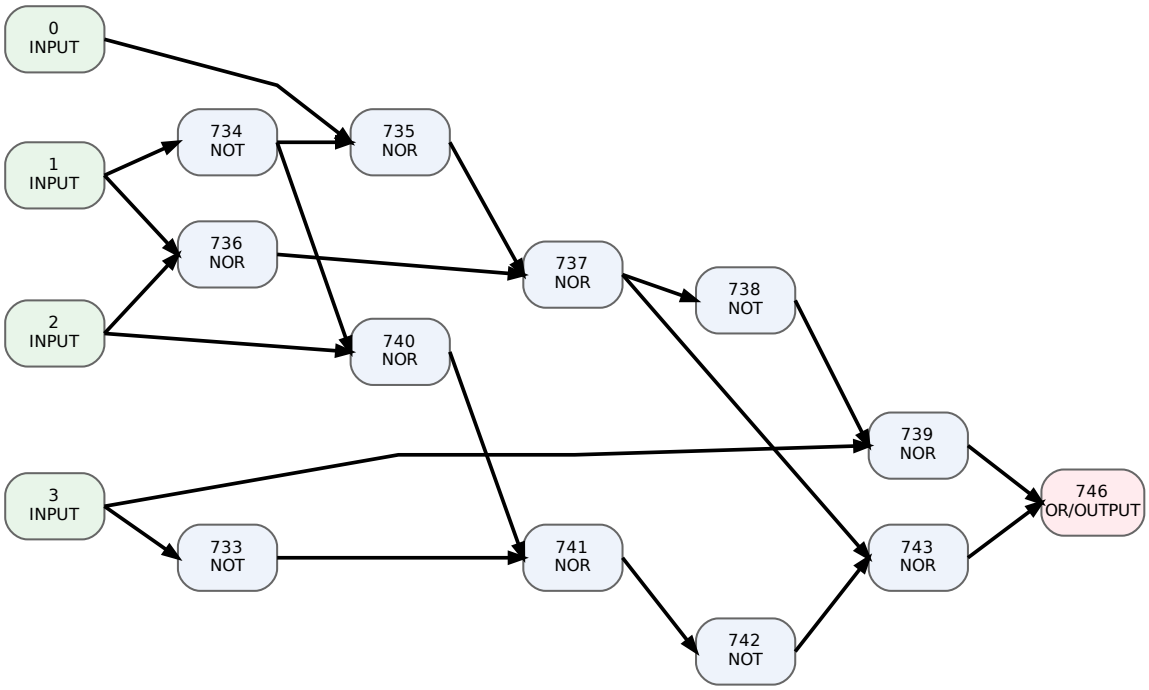 0
INPUT
734
NOT
735
NOR
1
INPUT
736
NOR
737
NOR
738
NOT
2
INPUT
740
NOR
739
NOR
3
INPUT
746
OR/OUTPUT
733
NOT
741
NOR
743
NOR
742
NOT